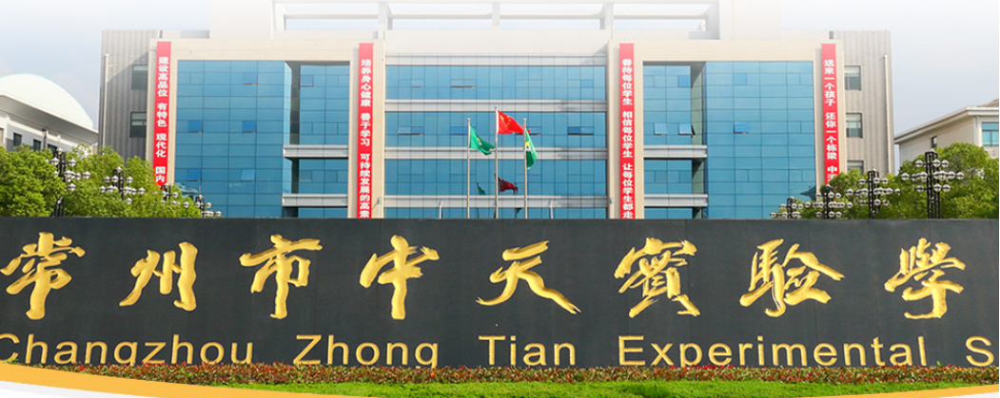 建设高品位 有特色 现代化 国内
培养身心健康 善于学习 可持续发展的高素
善待每位学生 相信每位学生 让每位学生都走
送来一个孩子 还你一个栋梁 中
常州市中天實驗學
Changzhou Zhong Tian Experimental S